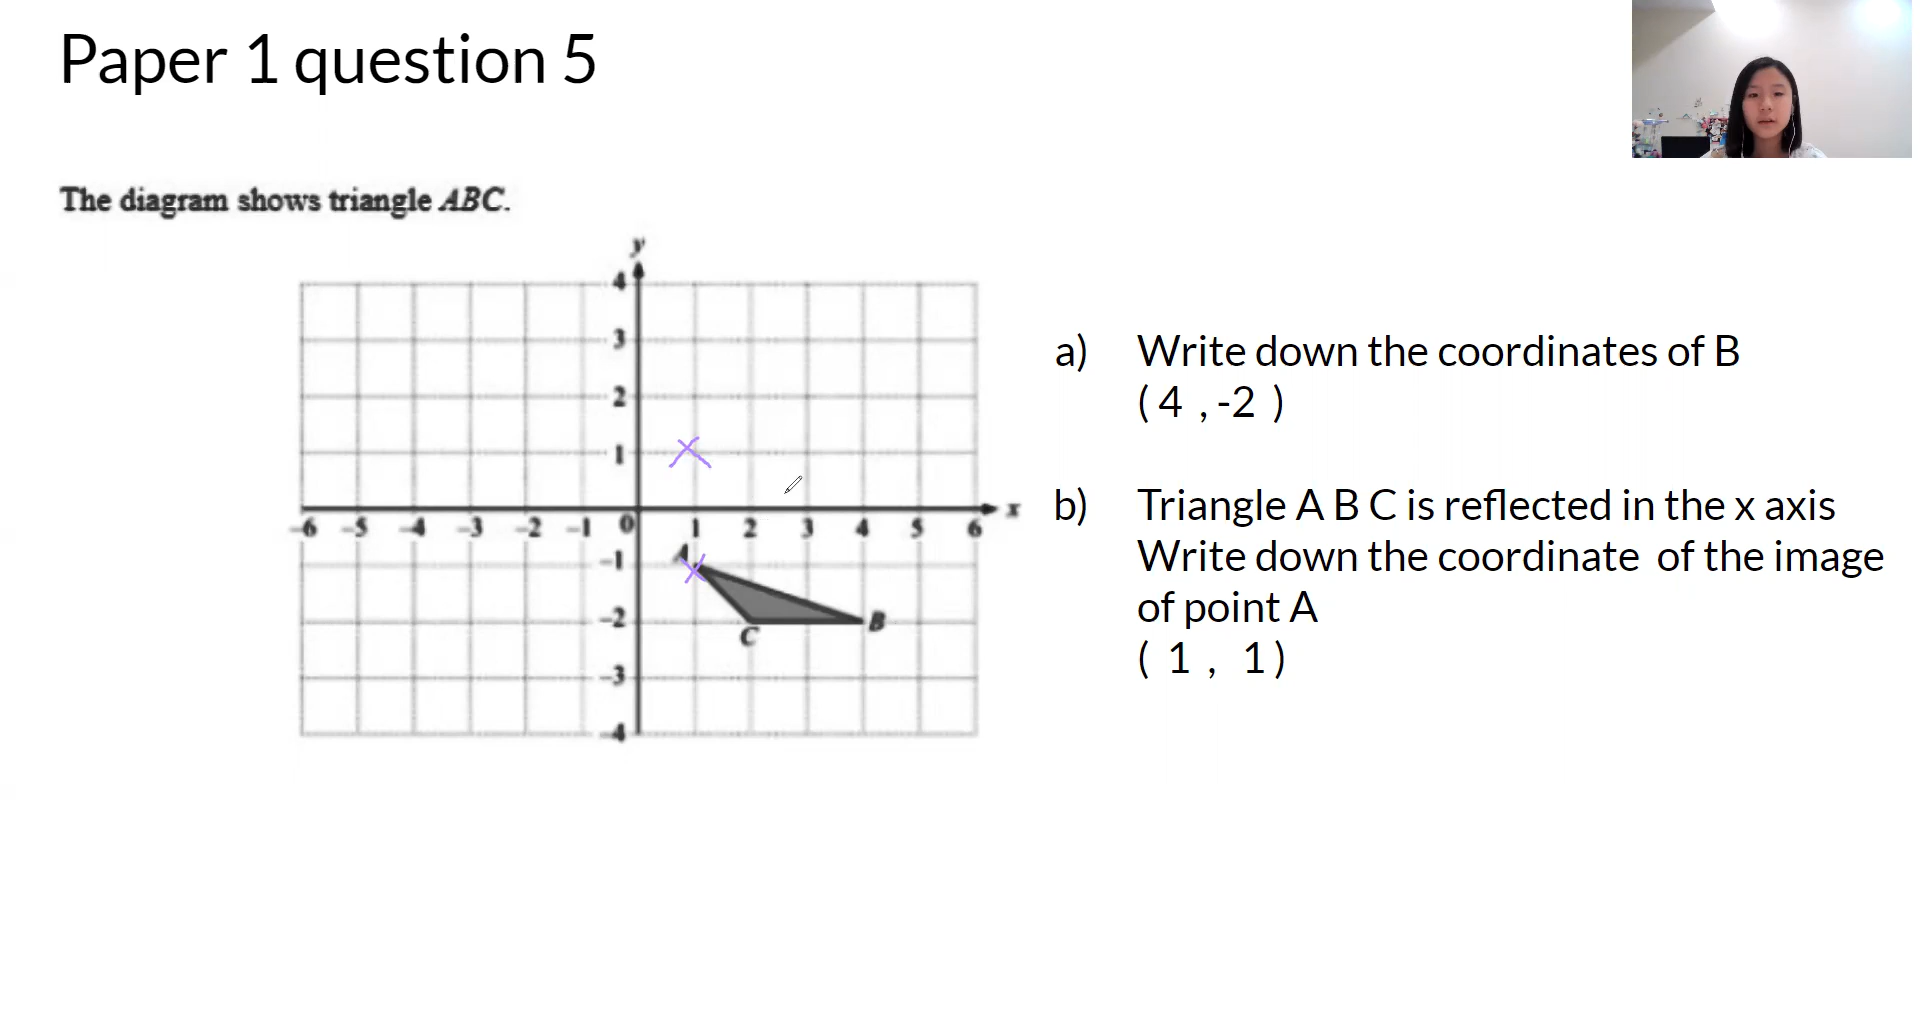 Paper 1 question 5
The diagram shows triangle ABC.
y
4
3
2
1
-6 -5 -4 -3 -2 -1 0 1 2 3 4 5 6 x
A
-1
-2 B
C
-3
-4
a) Write down the coordinates of B
( 4 , -2 )
b) Triangle A B C is reflected in the x axis
Write down the coordinate of the image
of point A
( 1 , 1 )